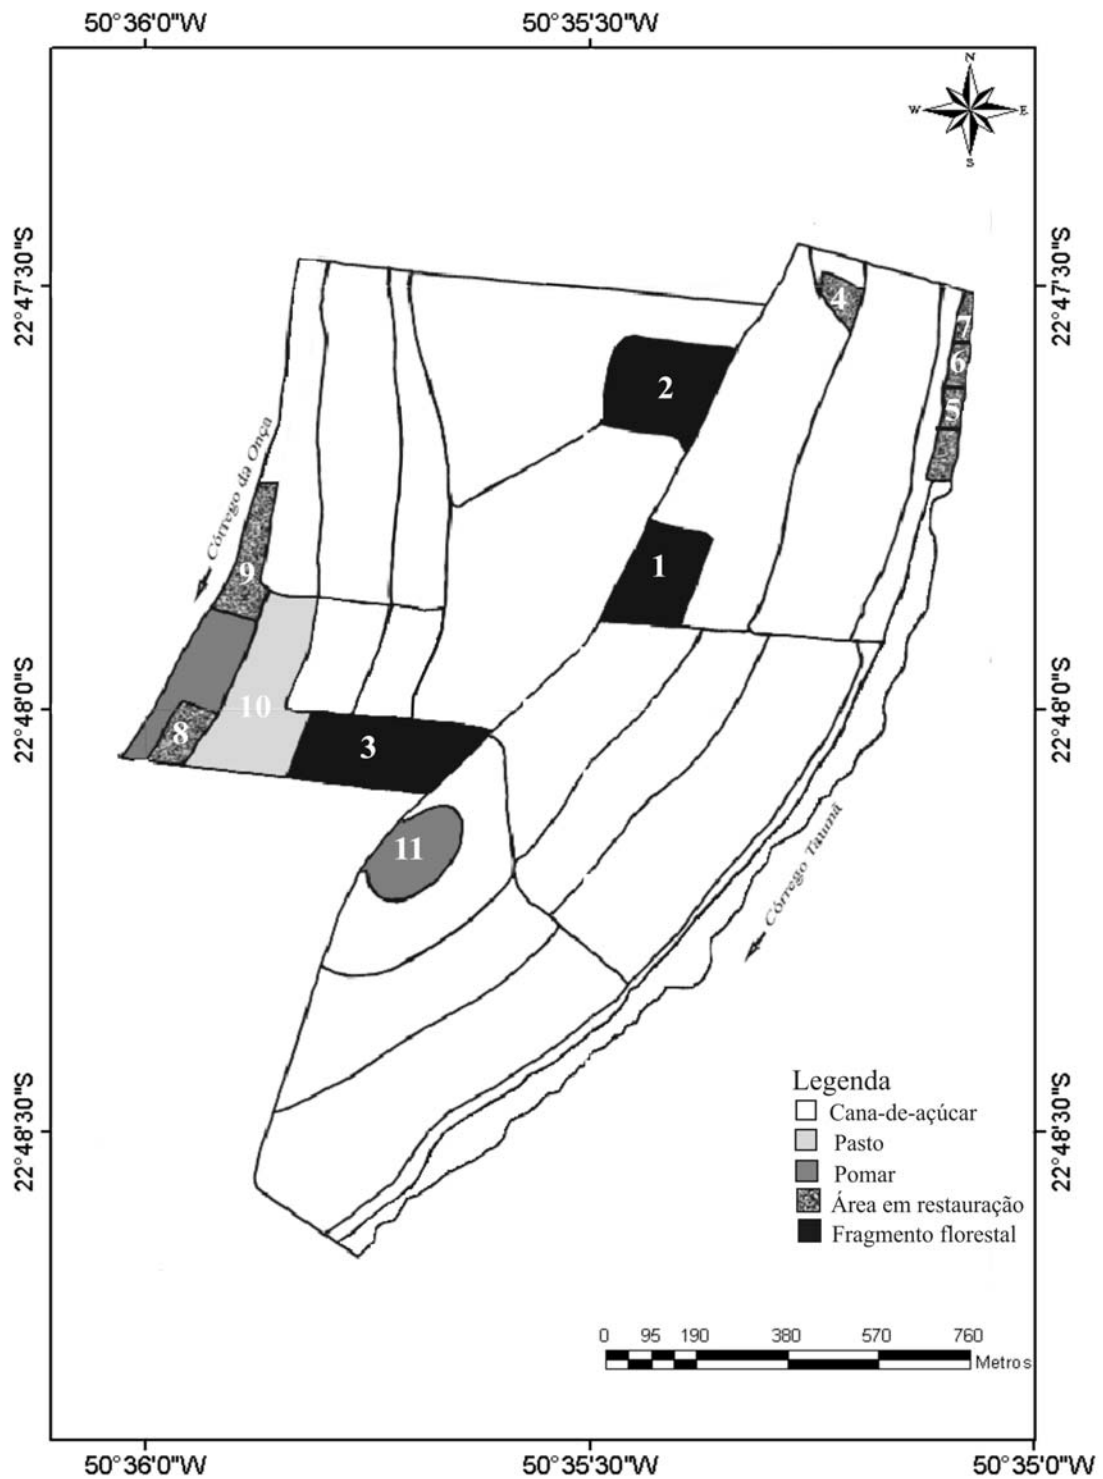 50°36'0"W
50°35'30"W
N
W
E
S
22°47'30"S
22°47'30"S
4
7
2
6
5
Córrego da Onça
1
9
22°48'0"S
10
22°48'0"S
8
3
11
Córrego Taumã
22°48'30"S
22°48'30"S
Legenda
Cana-de-açúcar
Pasto
Pomar
Área em restauração
Fragmento florestal
0 95 190 380 570 760
Metros
50°36'0"W
50°35'30"W
50°35'0"W